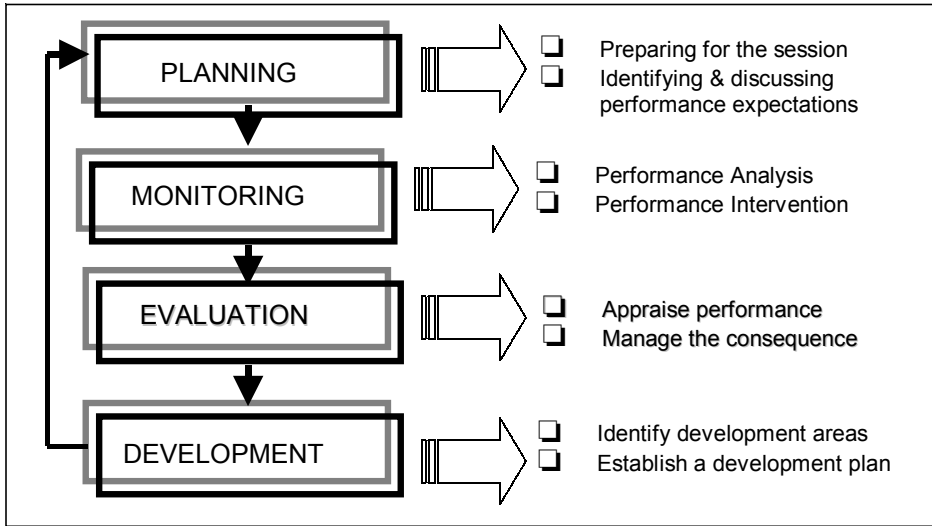 PLANNING
Preparing for the session
Identifying & discussing
performance expectations
MONITORING
Performance Analysis
Performance Intervention
EVALUATION
Appraise performance
Manage the consequence
DEVELOPMENT
Identify development areas
Establish a development plan